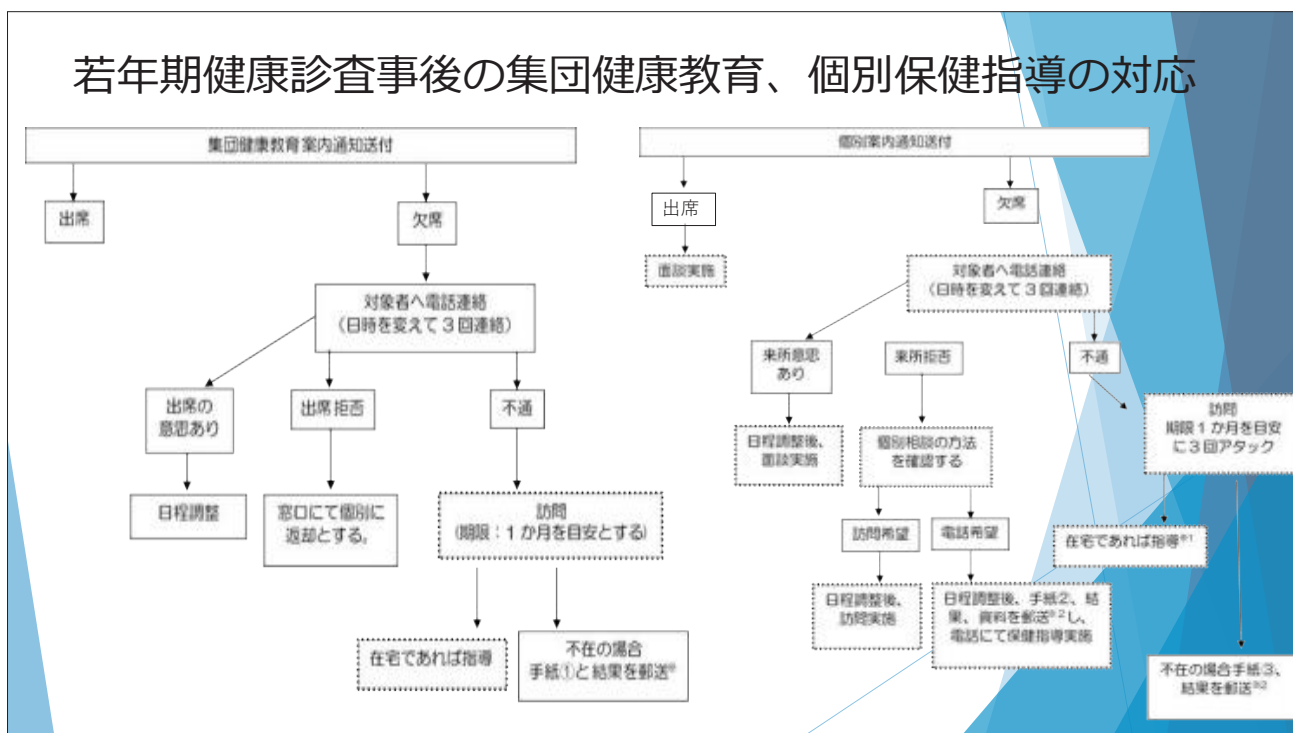 若年期健康診査事後の集団健康教育、個別保健指導の対応
集団健康教育案内通知送付
出席
欠席
対象者へ電話連絡
(日時を変えて3回連絡)
出席の
意思あり
出席拒否
不通
日程調整
窓口にて個別に
返却とする。
訪問
(期限：1か月を目安とする)
在宅であれば指導
不在の場合
手紙①と結果を郵送※
個別案内通知送付
出席
欠席
面談実施
対象者へ電話連絡
(日時を変えて3回連絡)
来所意思
あり
来所拒否
不通
日程調整後、
面談実施
個別相談の方法
を確認する
訪問
期限1か月を目安
に3回アタック
訪問希望
電話希望
在宅であれば指導※1
日程調整後、
訪問実施
日程調整後、手紙②、結
果、資料を郵送※2し、
電話にて保健指導実施
不在の場合手紙③、
結果を郵送※2